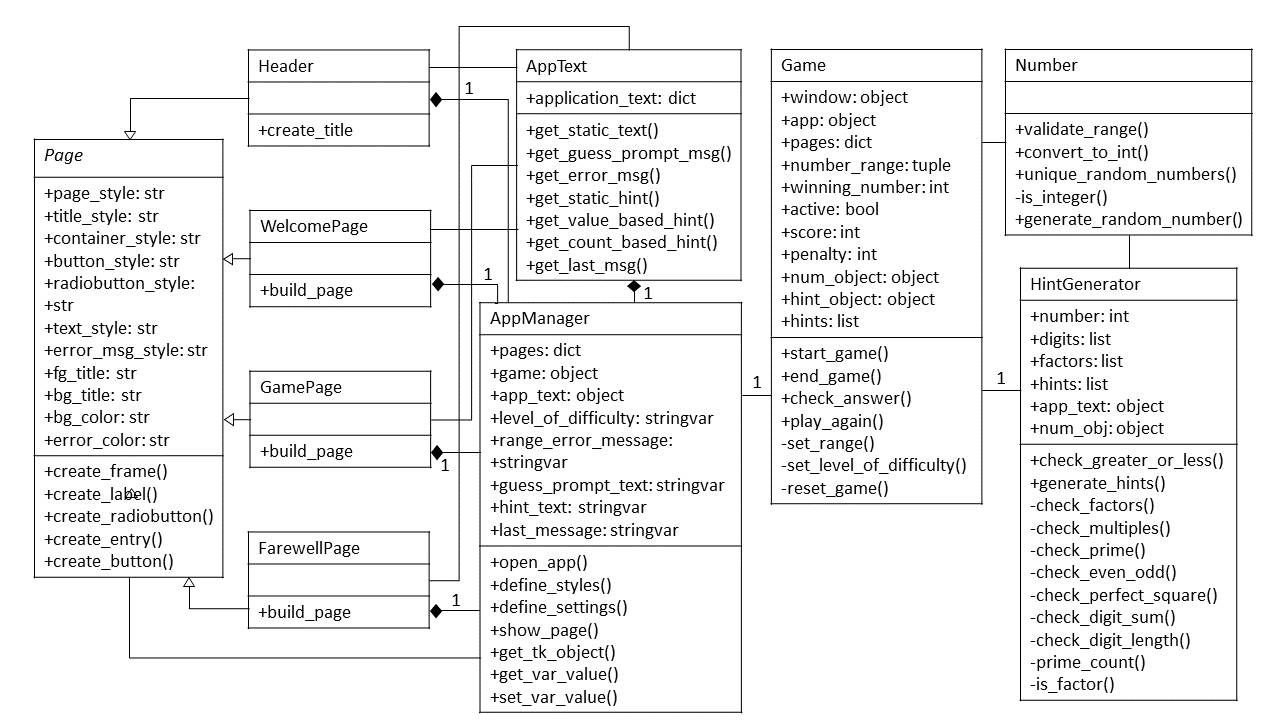 Header
+create_title
1
AppText
+application_text: dict
+get_static_text()
+get_guess_prompt_msg()
+get_error_msg()
+get_static_hint()
+get_value_based_hint()
+get_count_based_hint()
+get_last_msg()
1
Game
+window: object
+app: object
+pages: dict
+number_range: tuple
+winning_number: int
+active: bool
+score: int
+penalty: int
+num_object: object
+hint_object: object
+hints: list
+start_game()
+end_game()
+check_answer()
+play_again()
-set_range()
-set_level_of_difficulty()
-reset_game()
Number
+validate_range()
+convert_to_int()
+unique_random_numbers()
-is_integer()
+generate_random_number()
Page
+page_style: str
+title_style: str
+container_style: str
+button_style: str
+radiobutton_style:
+str
+text_style: str
+error_msg_style: str
+fg_title: str
+bg_title: str
+bg_color: str
+error_color: str
+create_frame()
+create_label()
+create_radiobutton()
+create_entry()
+create_button()
WelcomePage
+build_page
1
GamePage
+build_page
1
FarewellPage
+build_page
1
AppManager
+pages: dict
+game: object
+app_text: object
+level_of_difficulty: stringvar
+range_error_message:
+stringvar
+guess_prompt_text: stringvar
+hint_text: stringvar
+last_message: stringvar
+open_app()
+define_styles()
+define_settings()
+show_page()
+get_tk_object()
+get_var_value()
+set_var_value()
1
1
HintGenerator
+number: int
+digits: list
+factors: list
+hints: list
+app_text: object
+num_obj: object
+check_greater_or_less()
+generate_hints()
-check_factors()
-check_multiples()
-check_prime()
-check_even_odd()
-check_perfect_square()
-check_digit_sum()
-check_digit_length()
-prime_count()
-is_factor()